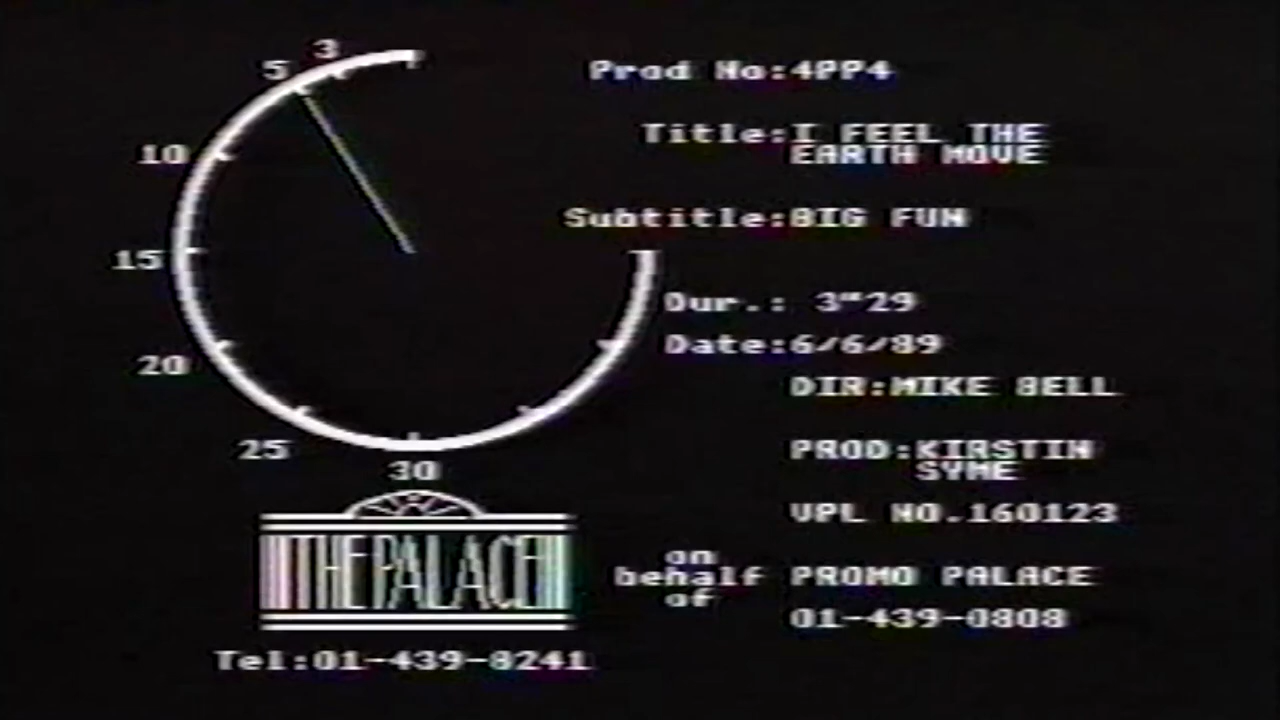 3
5
10
15
20
25
30
Prod No:4PP4
Title:I FEEL THE
EARTH MOVE
Subtitle:BIG FUN
Dur.: 3"29
Date:6/6/89
DIR:MIKE BELL
PROD:KIRSTIN
SYME
VPL NO.160123
THE PALACE
Tel:01-439-8241
on
behalf
of
PROMO PALACE
01-439-0808